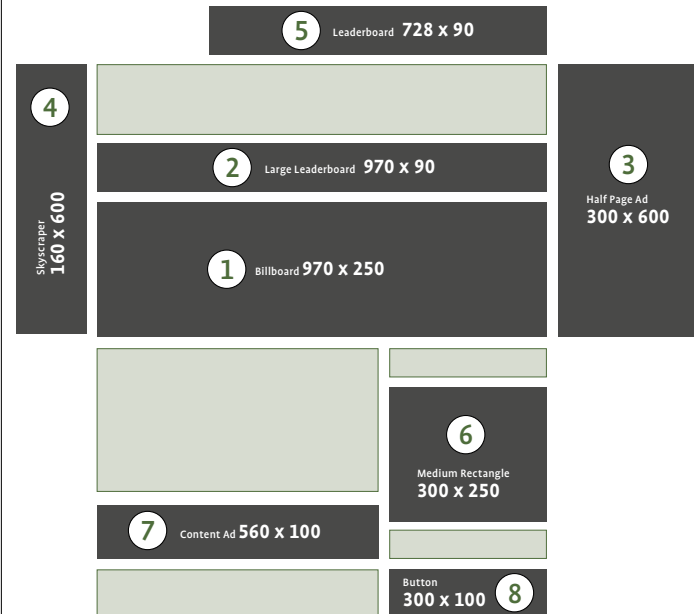 5 Leaderboard 728 x 90
4
Skyscraper
160 x 600
2 Large Leaderboard 970 x 90
3
Half Page Ad
300 x 600
1 Billboard 970 x 250
6
Medium Rectangle
300 x 250
7 Content Ad 560 x 100
Button
300 x 100 8